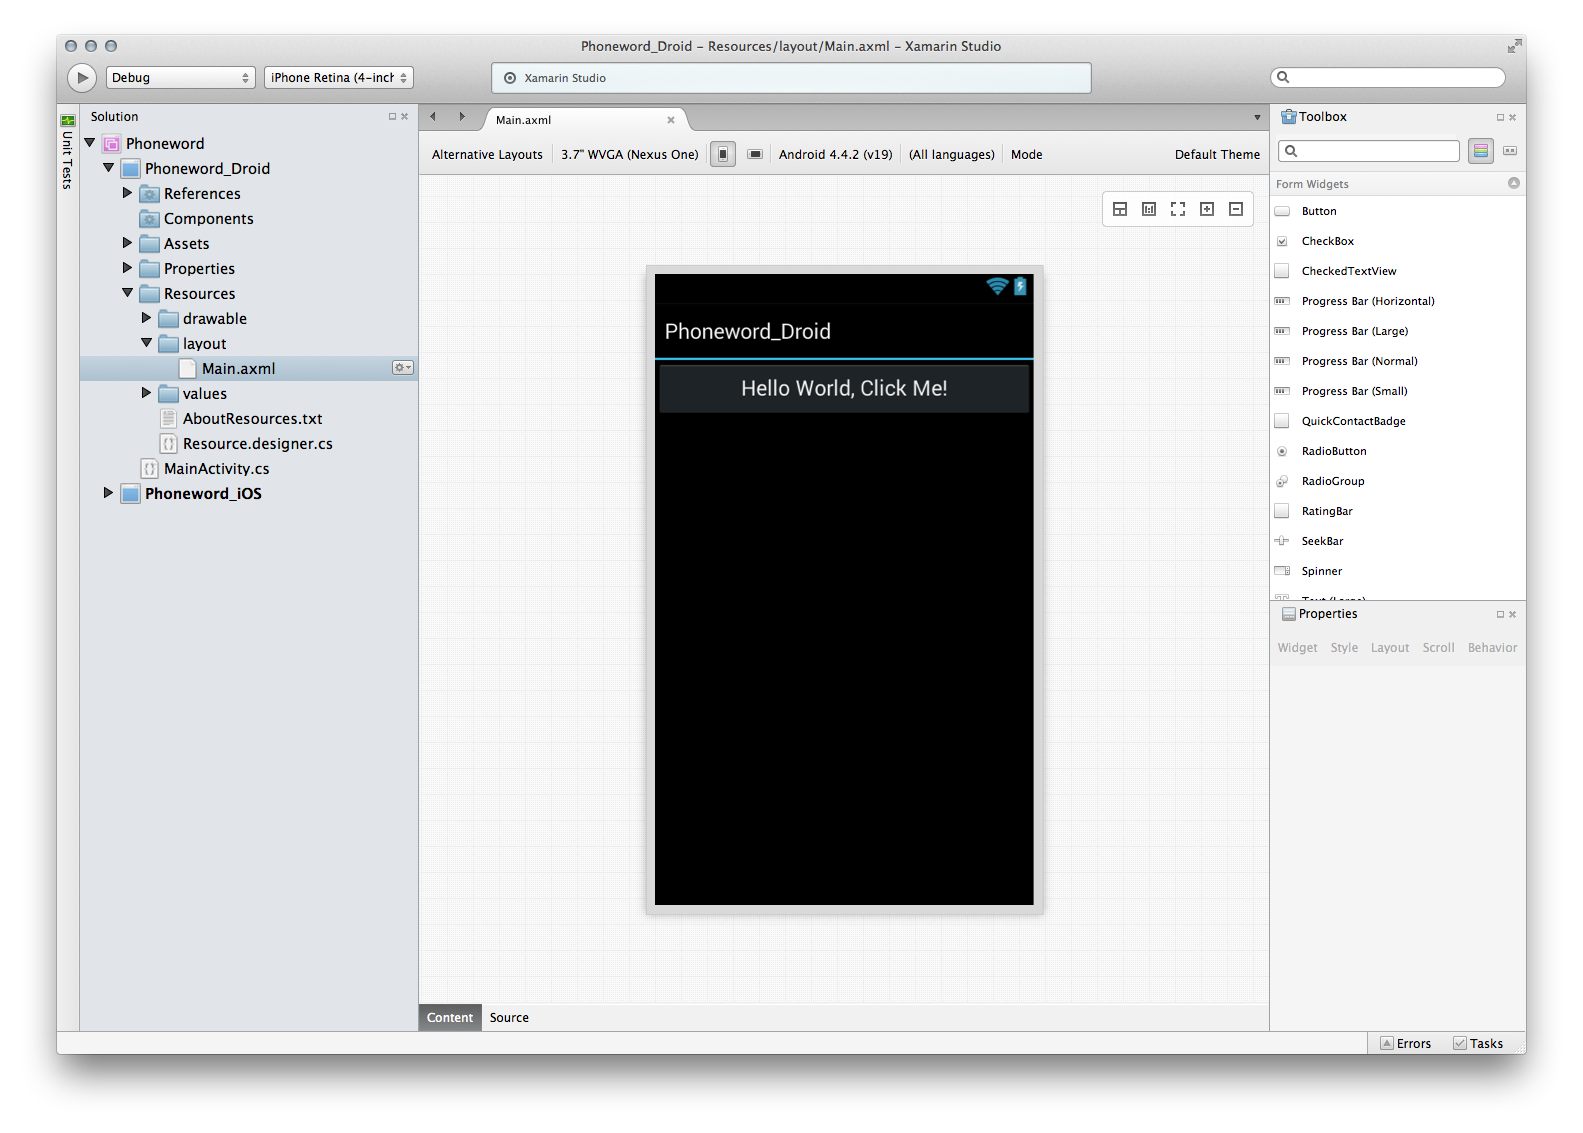 Phoneword_Droid – Resources/layout/Main.axml – Xamarin Studio
Debug
iPhone Retina (4-inch
Xamarin Studio
Unit Tests
Solution
Phoneword
Phoneword_Droid
References
Components
Assets
Properties
Resources
drawable
layout
Main.axml
values
AboutResources.txt
Resource.designer.cs
MainActivity.cs
Phoneword_iOS
Main.axml
Alternative Layouts 3.7" WVGA (Nexus One) Android 4.4.2 (v19) (All languages) Mode Default Theme
Phoneword_Droid
Hello World, Click Me!
Content Source
Toolbox
Form Widgets
Button
CheckBox
CheckedTextView
Progress Bar (Horizontal)
Progress Bar (Large)
Progress Bar (Normal)
Progress Bar (Small)
QuickContactBadge
RadioButton
RadioGroup
RatingBar
SeekBar
Spinner
Text (Large)
Properties
Widget Style Layout Scroll Behavior
Errors Tasks